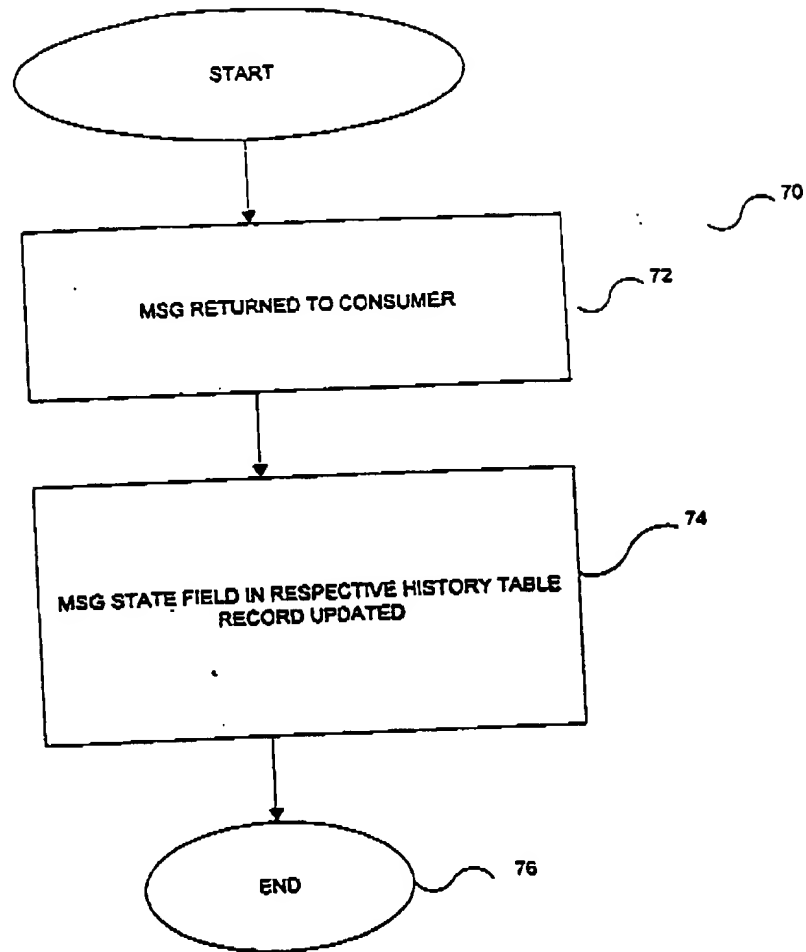 START
70
72
MSG RETURNED TO CONSUMER
74
MSG STATE FIELD IN RESPECTIVE HISTORY TABLE
RECORD UPDATED
END
76